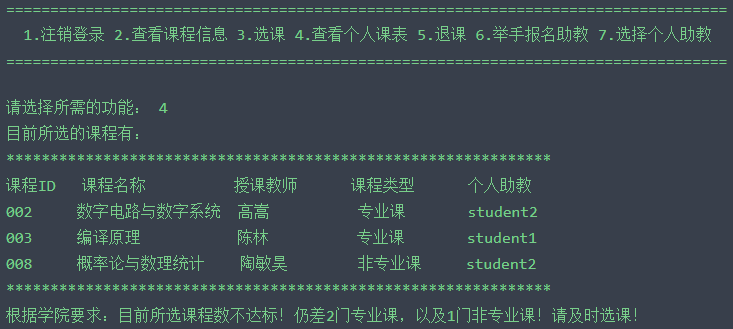 ================================================================================
1.注销登录 2.查看课程信息 3.选课 4.查看个人课表 5.退课 6.举手报名助教 7.选择个人助教
================================================================================
请选择所需的功能： 4
目前所选的课程有：
**************************************************************
课程ID 课程名称 授课教师 课程类型 个人助教
002 数字电路与数字系统 高嵩 专业课 student2
003 编译原理 陈林 专业课 student1
008 概率论与数理统计 陶敏昊 非专业课 student2
**************************************************************
根据学院要求：目前所选课程数不达标！仍差2门专业课，以及1门非专业课！请及时选课！